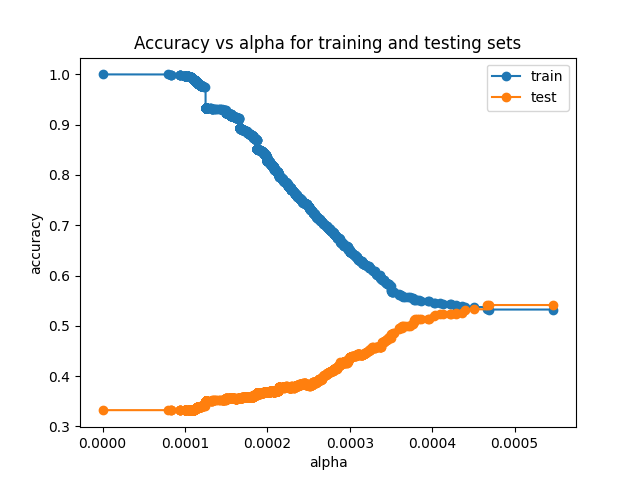 Accuracy vs alpha for training and testing sets
train
test
1.0
0.9
0.8
0.7
0.6
0.5
0.4
0.3
accuracy
0.0000 0.0001 0.0002 0.0003 0.0004 0.0005
alpha